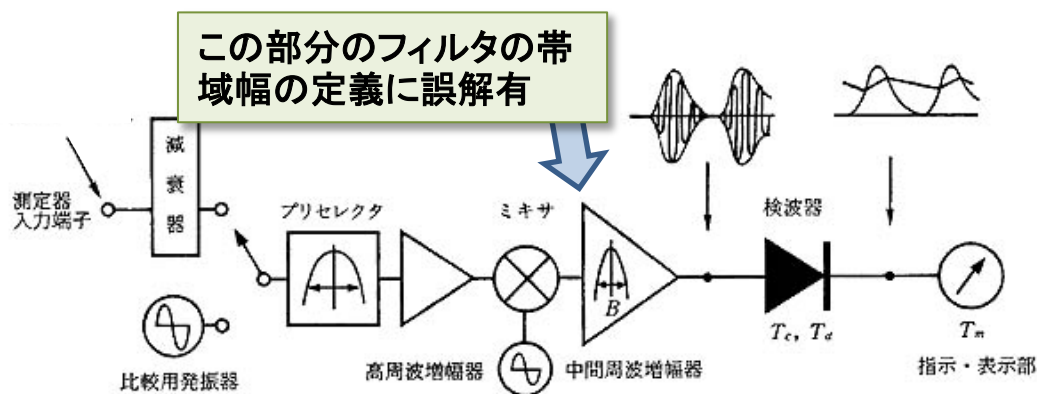 この部分のフィルタの帯
域幅の定義に誤解有
減
衰
器
測定器
入力端子
プリセレクタ
ミキサ
検波器
B
Tc, Td
Tm
比較用発振器
高周波増幅器
中間周波増幅器
指示・表示部